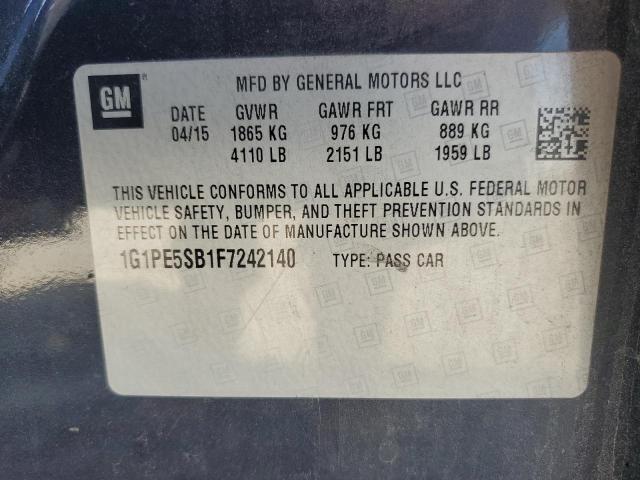 GM
MFD BY GENERAL MOTORS LLC
DATE GVWR GAWR FRT GAWR RR
04/15 1865 KG 976 KG 889 KG
4110 LB 2151 LB 1959 LB
THIS VEHICLE CONFORMS TO ALL APPLICABLE U.S. FEDERAL MOTOR
VEHICLE SAFETY, BUMPER, AND THEFT PREVENTION STANDARDS IN
EFFECT ON THE DATE OF MANUFACTURE SHOWN ABOVE.
1G1PE5SB1F7242140 TYPE: PASS CAR